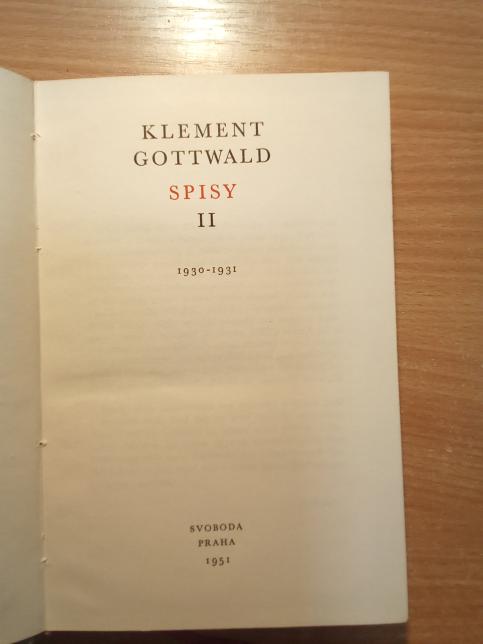 KLEMENT
GOTTWALD
SPISY
II
1930-1931
SVOBODA
PRAHA
1951